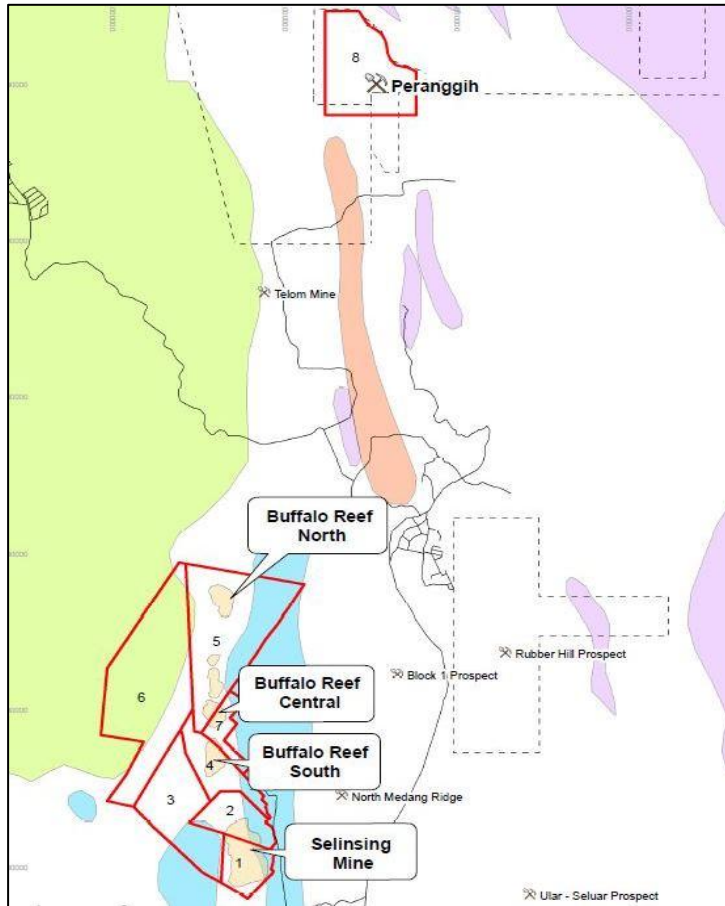 8
Peranggih
Telom Mine
Buffalo Reef
North
5
Rubber Hill Prospect
Block 1 Prospect
6
Buffalo Reef
Central
7
Buffalo Reef
South
4
3
North Medang Ridge
2
Selinsing
Mine
1
Ular - Seluar Prospect